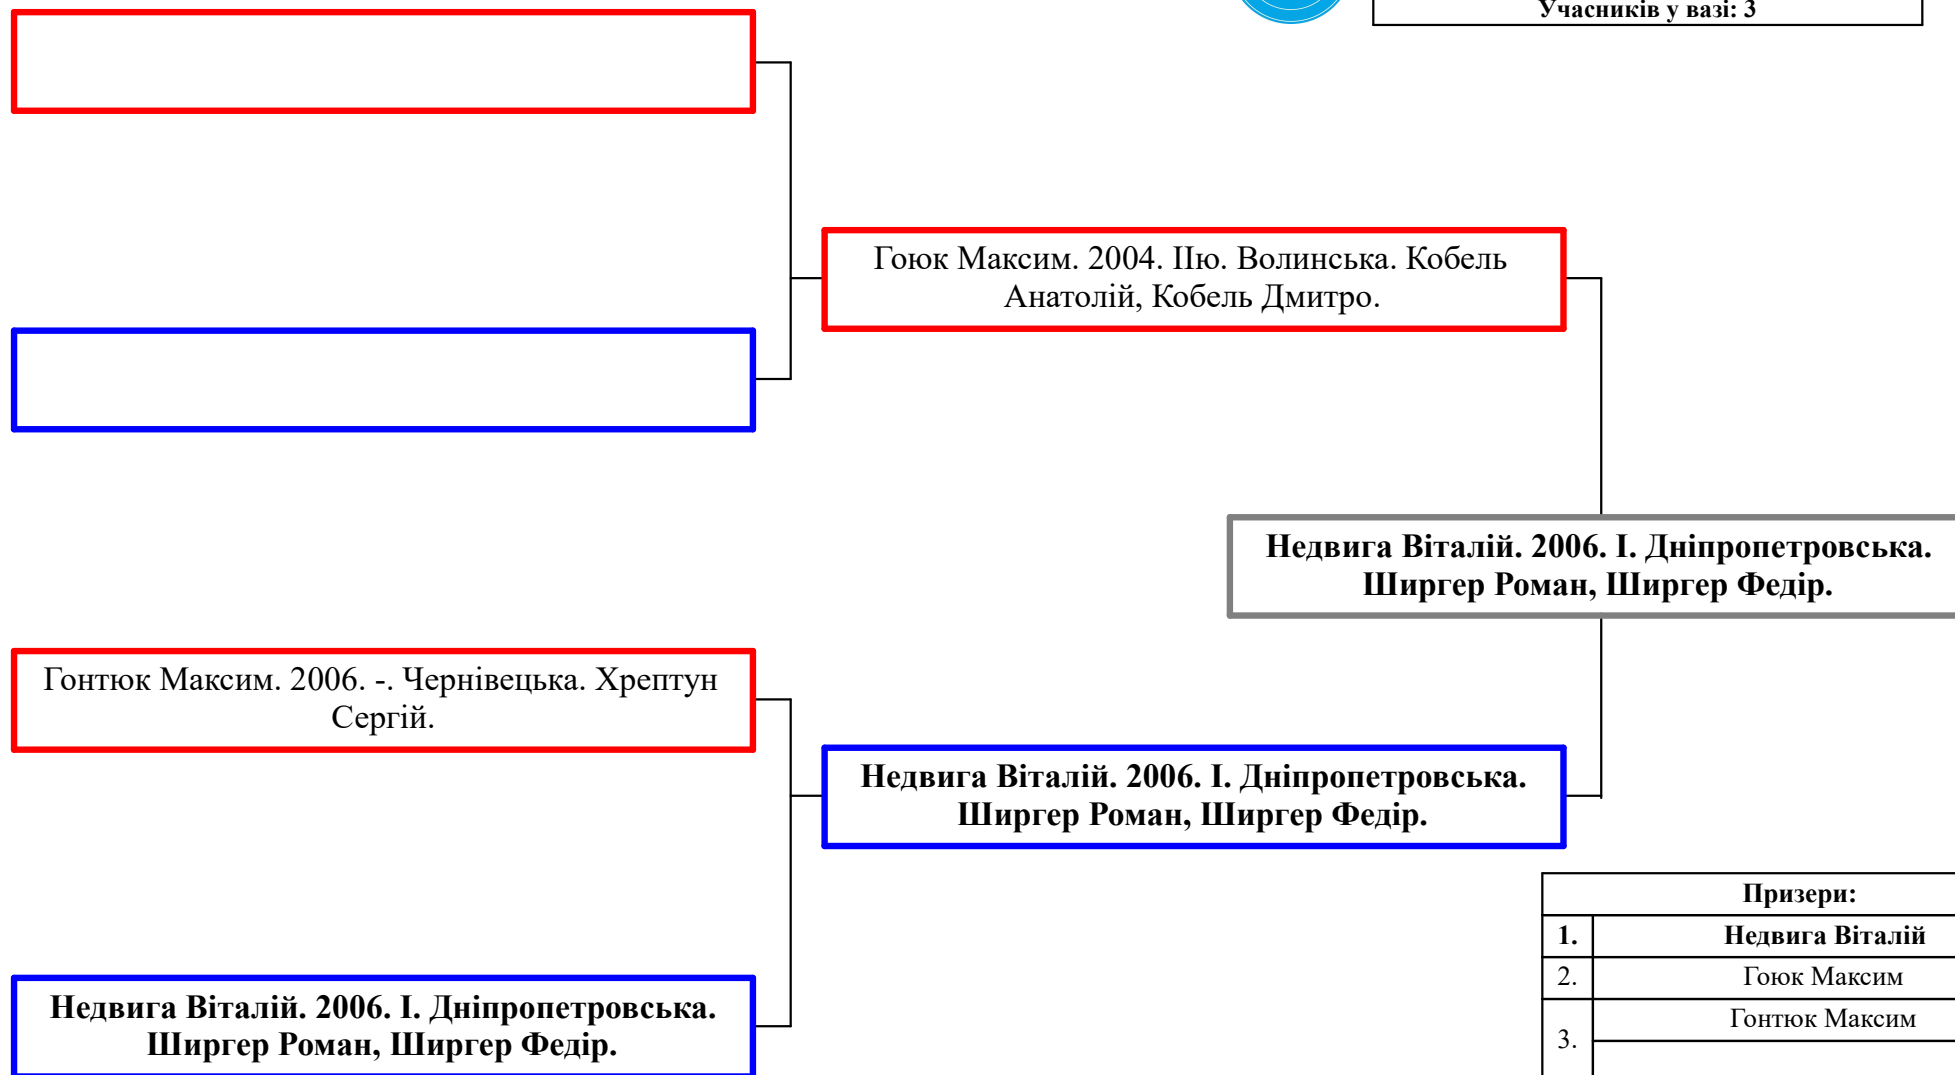 Учасників у вазі: 3
Гоюк Максим. 2004. ІІю. Волинська. Кобель
Анатолій, Кобель Дмитро.
Недвига Віталій. 2006. І. Дніпропетровська.
Ширгер Роман, Ширгер Федір.
Гонтюк Максим. 2006. -. Чернівецька. Хрептун
Сергій.
Недвига Віталій. 2006. І. Дніпропетровська.
Ширгер Роман, Ширгер Федір.
Недвига Віталій. 2006. І. Дніпропетровська.
Ширгер Роман, Ширгер Федір.
Призери:
1. Недвига Віталій
2. Гоюк Максим
3. Гонтюк Максим